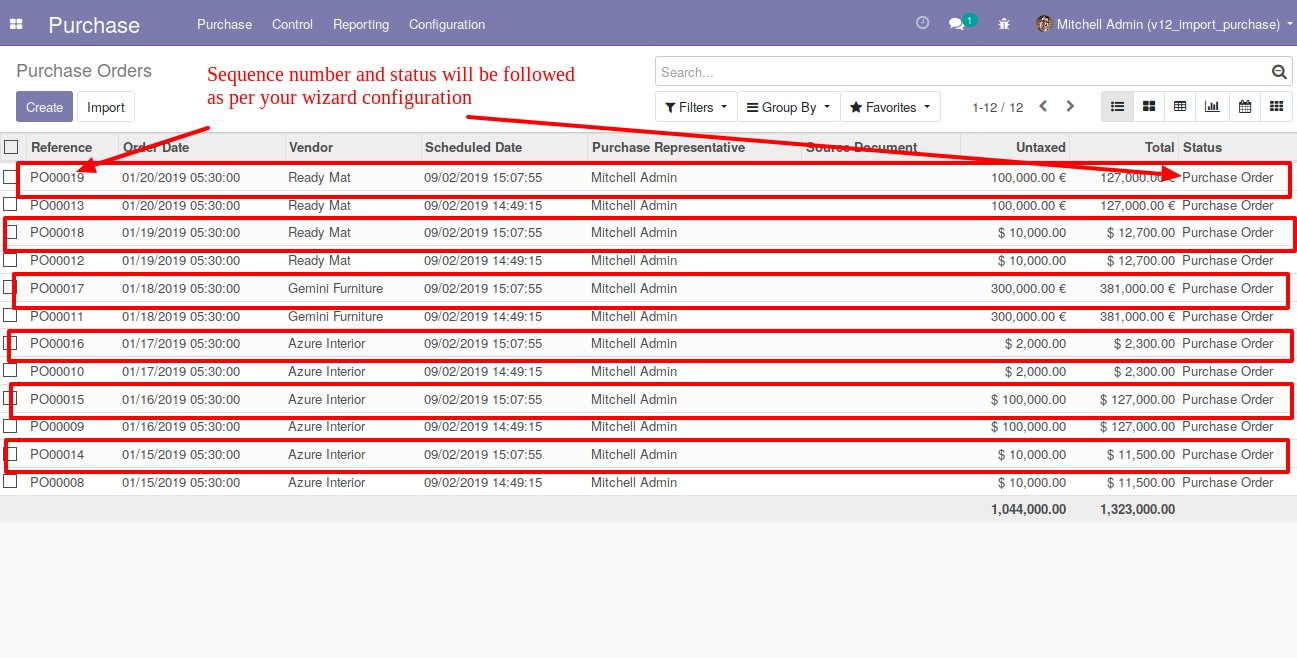 Purchase Purchase Control Reporting Configuration 1 Mitchell Admin (v12_import_purchase)
Purchase Orders
Sequence number and status will be followed
as per your wizard configuration
Search...
Create Import Filters Group By Favorites 1-12 / 12
Reference Order Date Vendor Scheduled Date Purchase Representative Source Document Untaxed Total Status
PO00019 01/20/2019 05:30:00 Ready Mat 09/02/2019 15:07:55 Mitchell Admin 100,000.00 € 127,000.00 € Purchase Order
PO00013 01/20/2019 05:30:00 Ready Mat 09/02/2019 14:49:15 Mitchell Admin 100,000.00 € 127,000.00 € Purchase Order
PO00018 01/19/2019 05:30:00 Ready Mat 09/02/2019 15:07:55 Mitchell Admin $ 10,000.00 $ 12,700.00 Purchase Order
PO00012 01/19/2019 05:30:00 Ready Mat 09/02/2019 14:49:15 Mitchell Admin $ 10,000.00 $ 12,700.00 Purchase Order
PO00017 01/18/2019 05:30:00 Gemini Furniture 09/02/2019 15:07:55 Mitchell Admin 300,000.00 € 381,000.00 € Purchase Order
PO00011 01/18/2019 05:30:00 Gemini Furniture 09/02/2019 14:49:15 Mitchell Admin 300,000.00 € 381,000.00 € Purchase Order
PO00016 01/17/2019 05:30:00 Azure Interior 09/02/2019 15:07:55 Mitchell Admin $ 2,000.00 $ 2,300.00 Purchase Order
PO00010 01/17/2019 05:30:00 Azure Interior 09/02/2019 14:49:15 Mitchell Admin $ 2,000.00 $ 2,300.00 Purchase Order
PO00015 01/16/2019 05:30:00 Azure Interior 09/02/2019 15:07:55 Mitchell Admin $ 100,000.00 $ 127,000.00 Purchase Order
PO00009 01/16/2019 05:30:00 Azure Interior 09/02/2019 14:49:15 Mitchell Admin $ 100,000.00 $ 127,000.00 Purchase Order
PO00014 01/15/2019 05:30:00 Azure Interior 09/02/2019 15:07:55 Mitchell Admin $ 10,000.00 $ 11,500.00 Purchase Order
PO00008 01/15/2019 05:30:00 Azure Interior 09/02/2019 14:49:15 Mitchell Admin $ 10,000.00 $ 11,500.00 Purchase Order
1,044,000.00 1,323,000.00